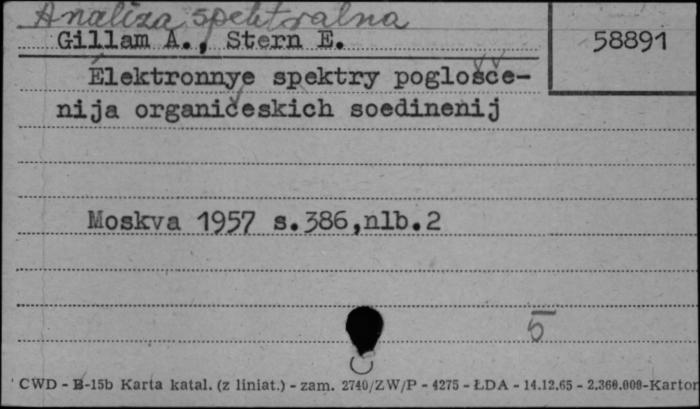 Analiza spektralna
Gillam A., Stern E.
58891
Elektronnye spektry poglošče-
nija organičeskich soedinenij
Moskva 1957 s.386,nlb.2
5
CWD - B-15b Karta katal. (z liniat.) - zam. 2740/ZW/P - 4275 - ŁDA - 14.12.65 - 2.360.000-Karton